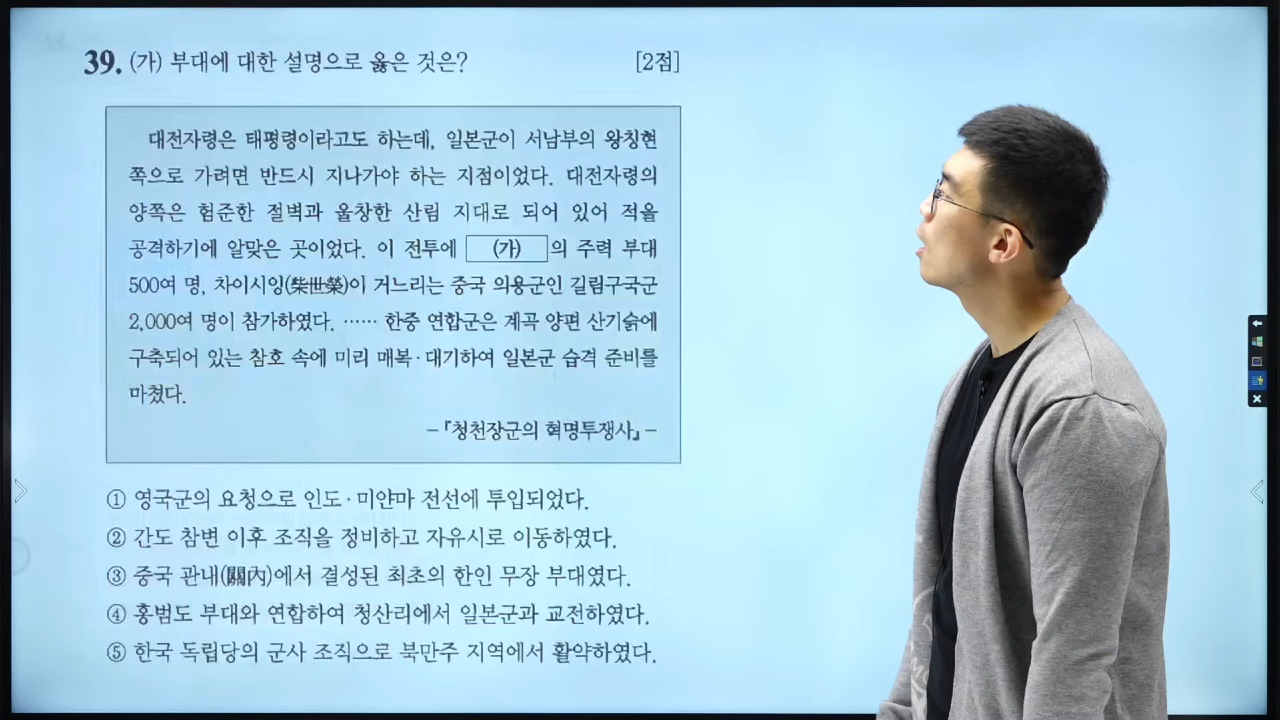 39. (가) 부대에 대한 설명으로 옳은 것은? [2점]
대전자령은 태평령이라고도 하는데, 일본군이 서남부의 왕칭현
쪽으로 가려면 반드시 지나가야 하는 지점이었다. 대전자령의
양쪽은 험준한 절벽과 울창한 산림 지대로 되어 있어 적을
공격하기에 알맞은 곳이었다. 이 전투에 (가) 의 주력 부대
500여 명, 차이시잉(柴世榮)이 거느리는 중국 의용군인 길림구국군
2,000여 명이 참가하였다. …… 한중 연합군은 계곡 양편 산기슭에
구축되어 있는 참호 속에 미리 매복·대기하여 일본군 습격 준비를
마쳤다.
-『청천장군의 혁명투쟁사』-
① 영국군의 요청으로 인도·미얀마 전선에 투입되었다.
② 간도 참변 이후 조직을 정비하고 자유시로 이동하였다.
③ 중국 관내(關內)에서 결성된 최초의 한인 무장 부대였다.
④ 홍범도 부대와 연합하여 청산리에서 일본군과 교전하였다.
⑤ 한국 독립당의 군사 조직으로 북만주 지역에서 활약하였다.